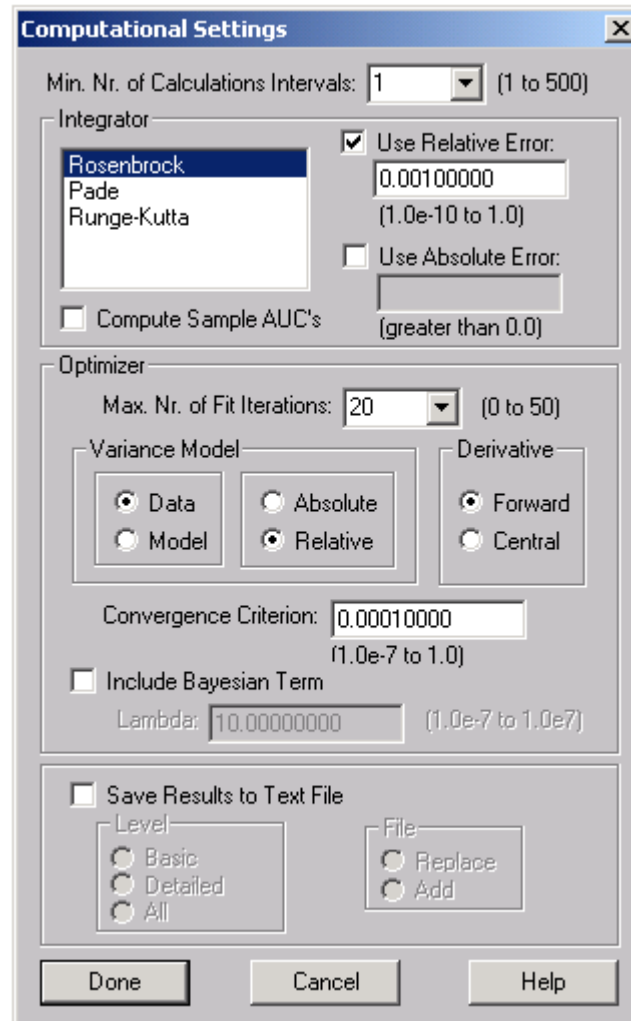 Computational Settings
Min. Nr. of Calculations Intervals: 1 (1 to 500)
Integrator
Rosenbrock
Pade
Runge-Kutta
Use Relative Error:
0.00100000
(1.0e-10 to 1.0)
Use Absolute Error:
(greater than 0.0)
Compute Sample AUC's
Optimizer
Max. Nr. of Fit Iterations: 20 (0 to 50)
Variance Model
Data
Model
Absolute
Relative
Derivative
Forward
Central
Convergence Criterion: 0.00010000
(1.0e-7 to 1.0)
Include Bayesian Term
Lambda: 10.00000000 (1.0e-7 to 1.0e7)
Save Results to Text File
Level
Basic
Detailed
All
File
Replace
Add
Done Cancel Help